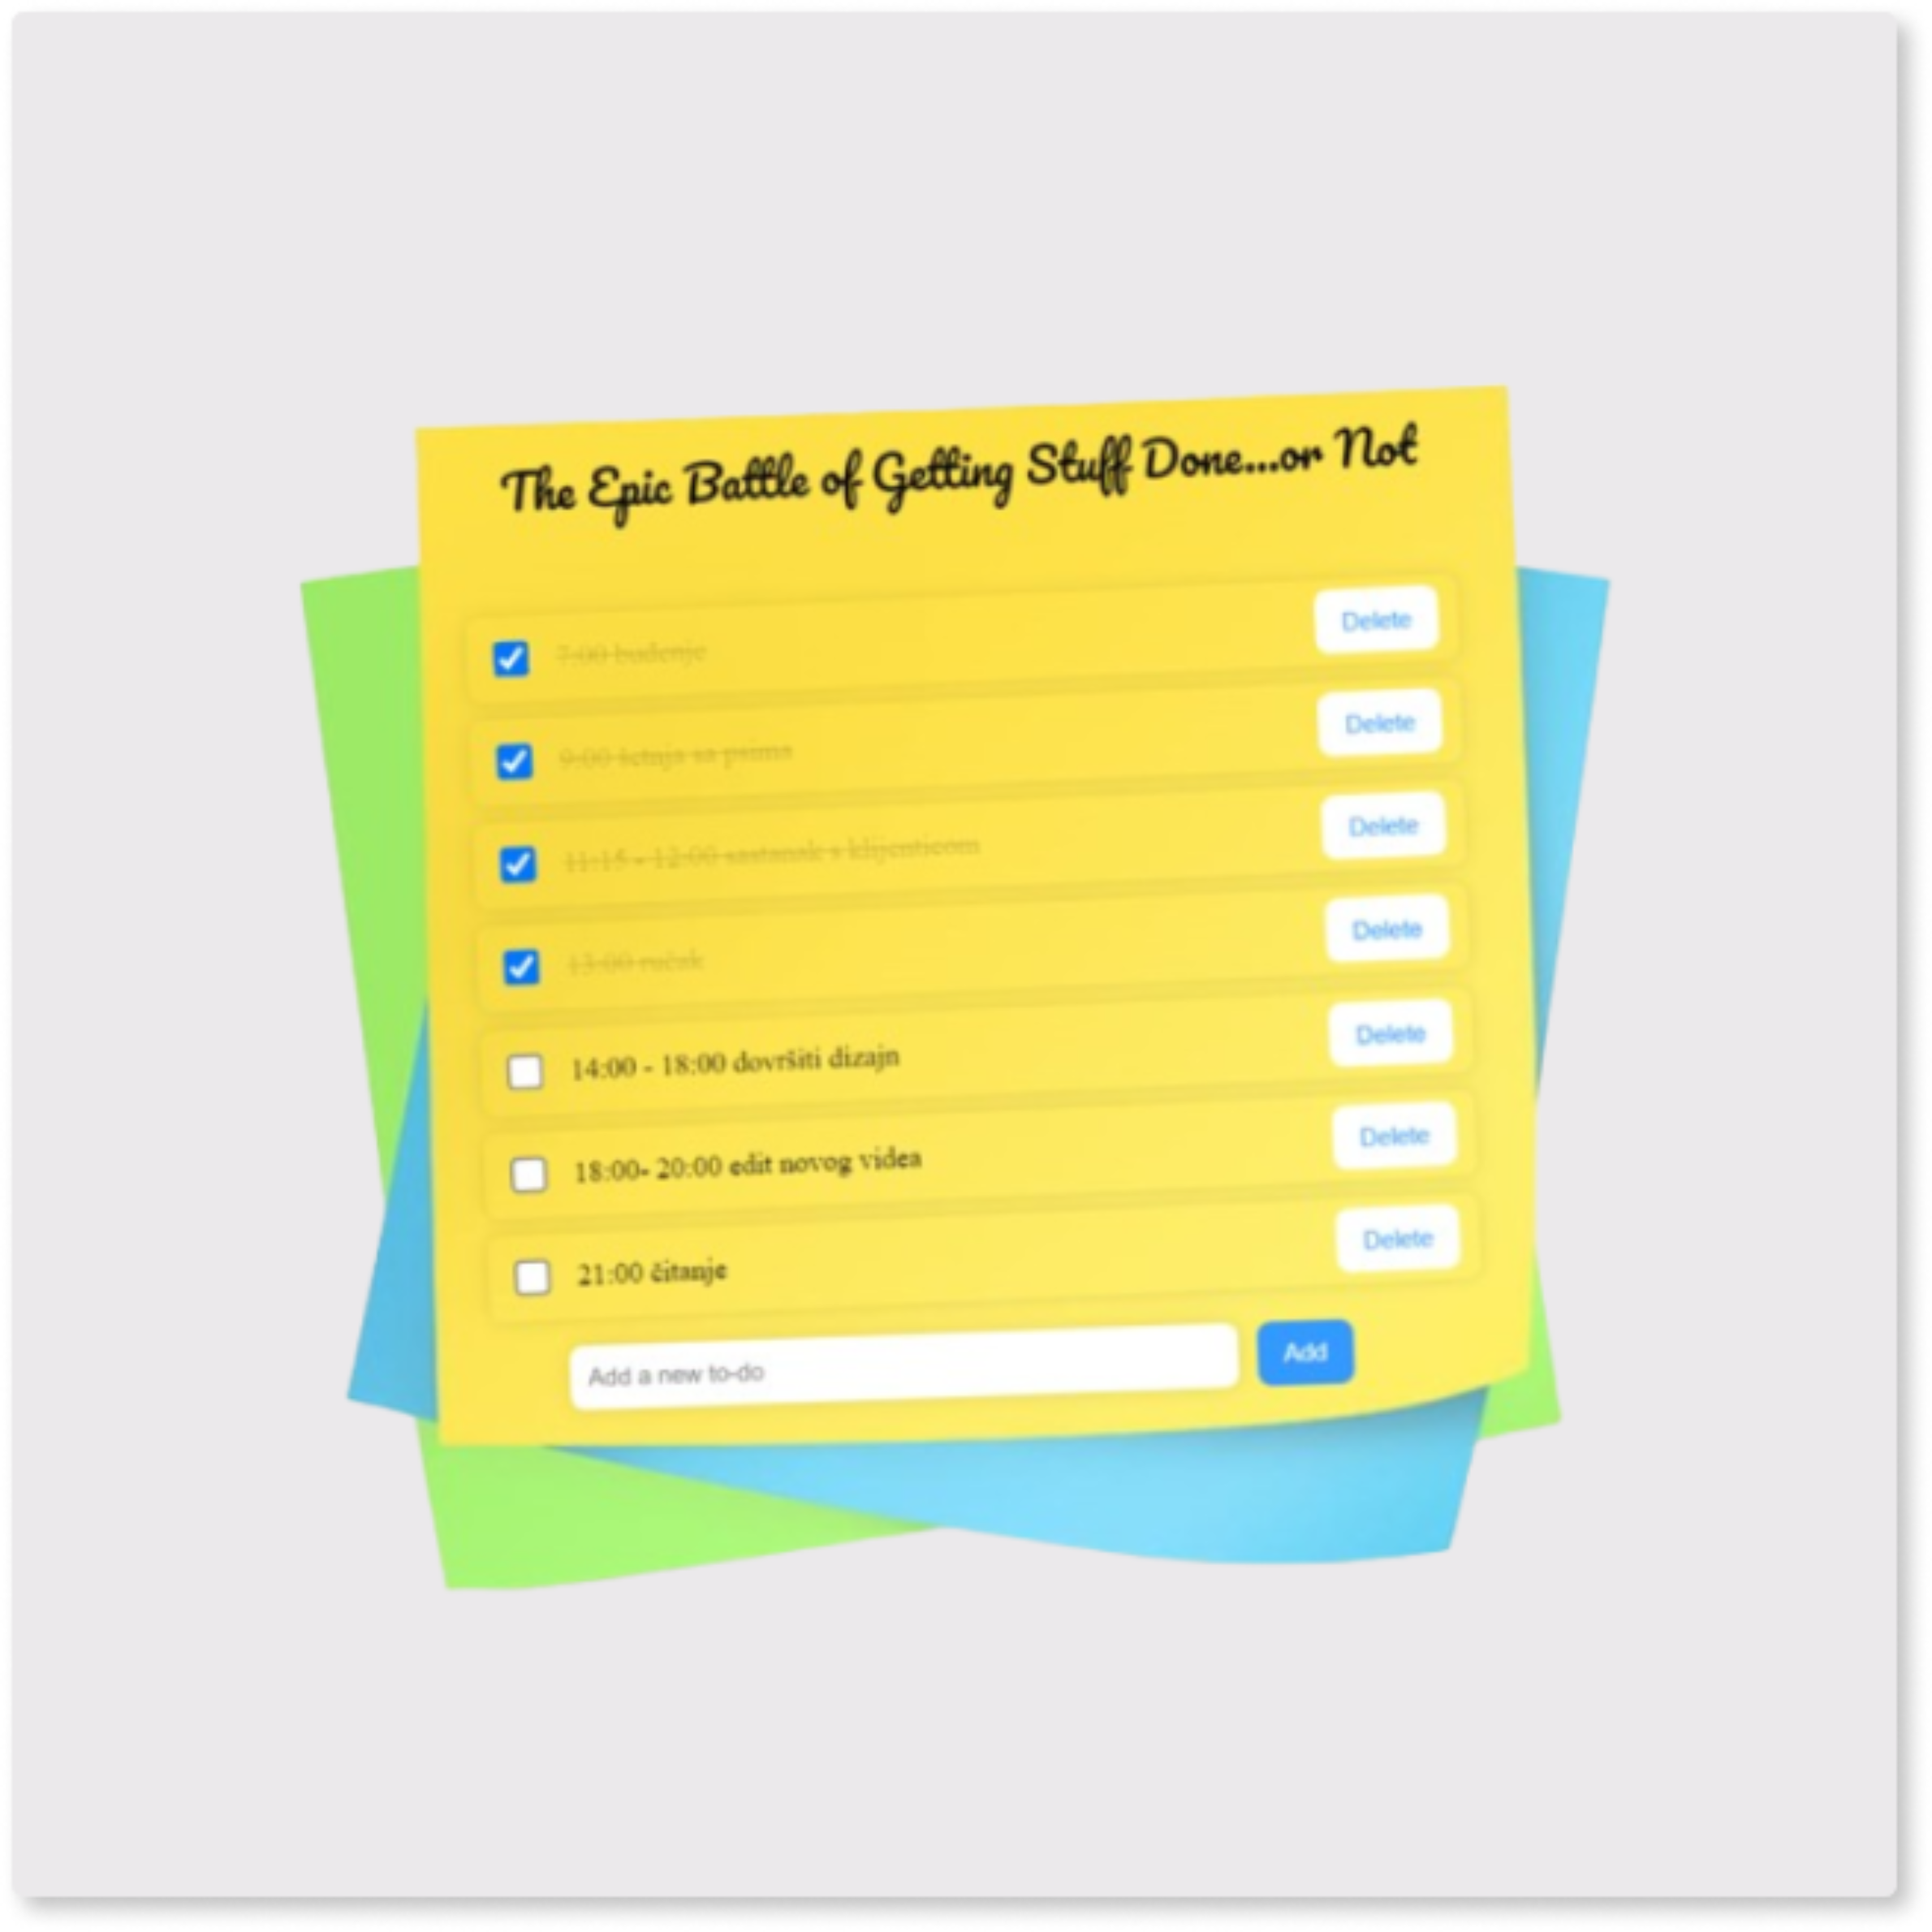 The Epic Battle of Getting Stuff Done...or Not
7:00 buđenje
Delete
9:00 šetnja sa psima
Delete
11:15 - 12:00 sastanak s klijenticom
Delete
13:00 ručak
Delete
14:00 - 18:00 dovršiti dizajn
Delete
18:00- 20:00 edit novog videa
Delete
21:00 čitanje
Delete
Add a new to-do
Add